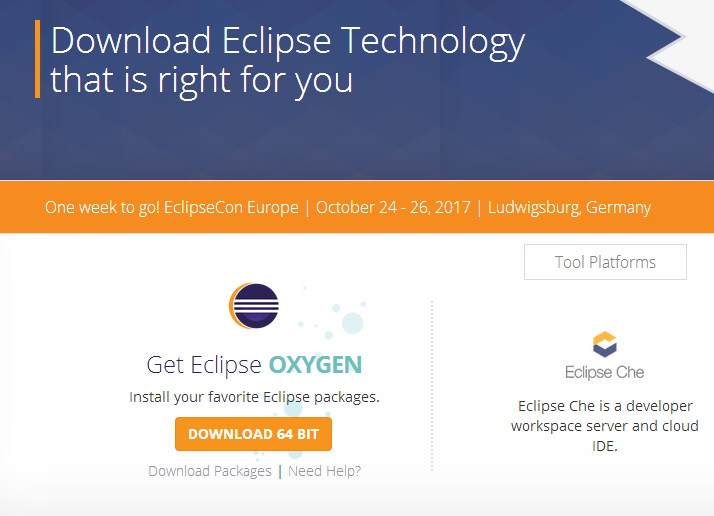 Download Eclipse Technology
that is right for you
One week to go! EclipseCon Europe | October 24 - 26, 2017 | Ludwigsburg, Germany
Tool Platforms
Get Eclipse OXYGEN
Install your favorite Eclipse packages.
DOWNLOAD 64 BIT
Download Packages | Need Help?
Eclipse Che
Eclipse Che is a developer
workspace server and cloud
IDE.